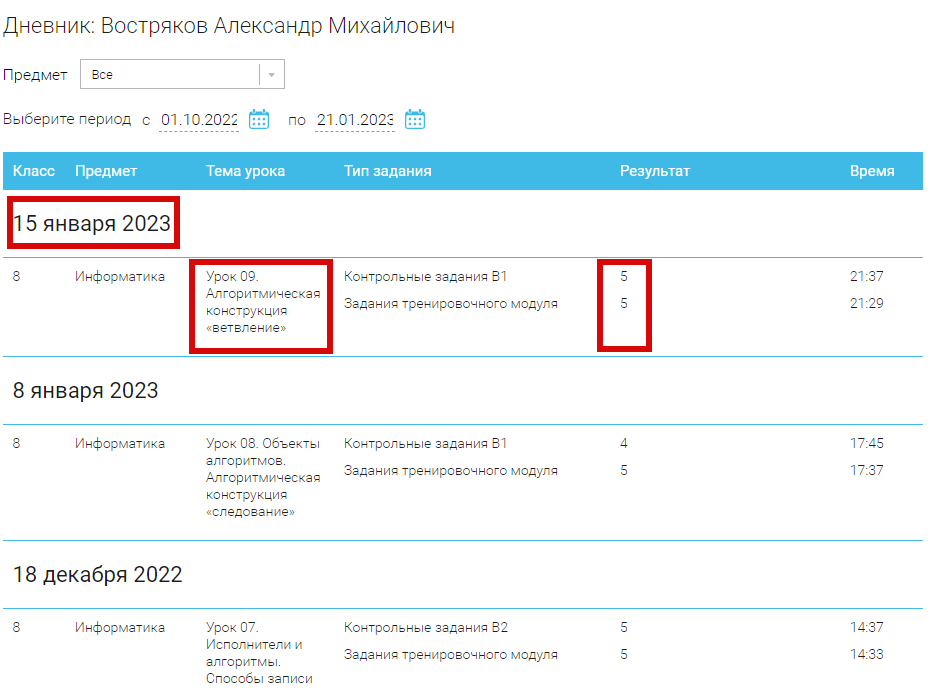 Дневник: Востряков Александр Михайлович
Предмет Все
Выберите период с 01.10.2022 по 21.01.2023
Класс Предмет Тема урока Тип задания Результат Время
15 января 2023
8 Информатика Урок 09. Контрольные задания В1 5 21:37
Алгоритмическая Задания тренировочного модуля 5 21:29
конструкция
«ветвление»
8 января 2023
8 Информатика Урок 08. Объекты Контрольные задания В1 4 17:45
алгоритмов. Задания тренировочного модуля 5 17:37
Алгоритмическая
конструкция
«следование»
18 декабря 2022
8 Информатика Урок 07. Контрольные задания В2 5 14:37
Исполнители и Задания тренировочного модуля 5 14:33
алгоритмы.
Способы записи